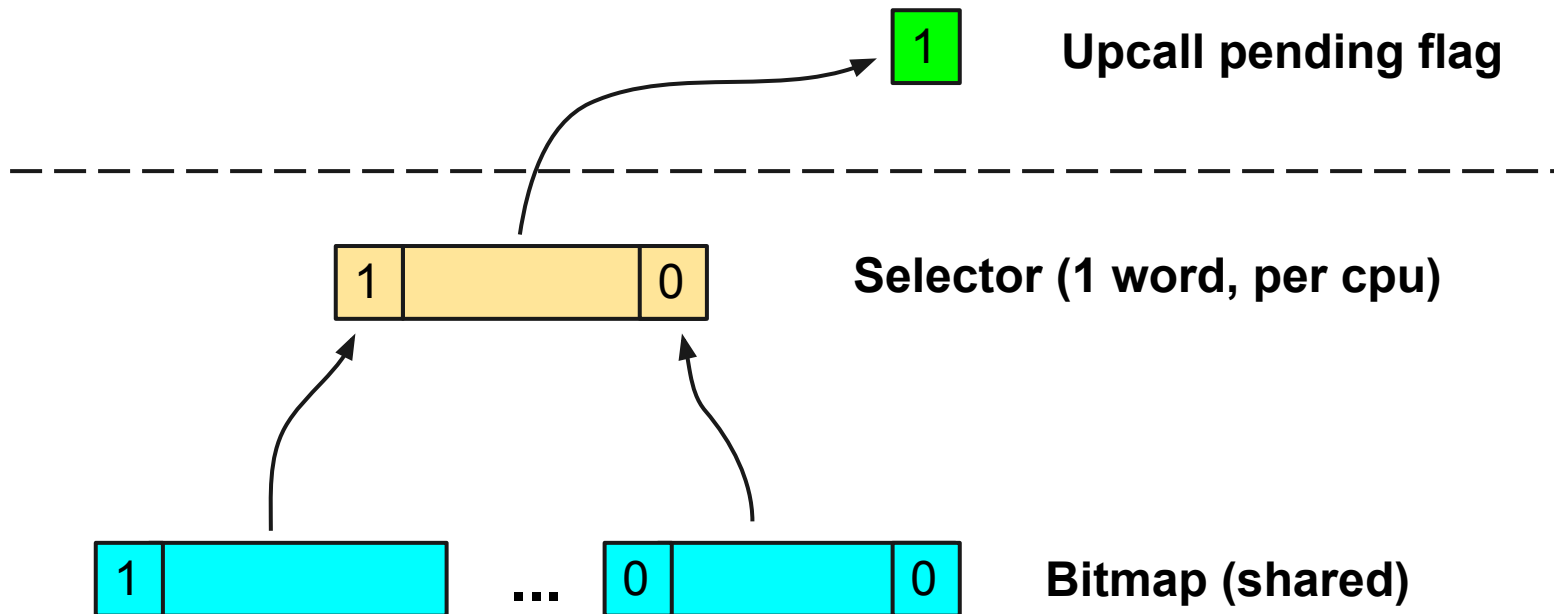 1 Upcall pending flag
1 0 Selector (1 word, per cpu)
1 ... 0 0 Bitmap (shared)